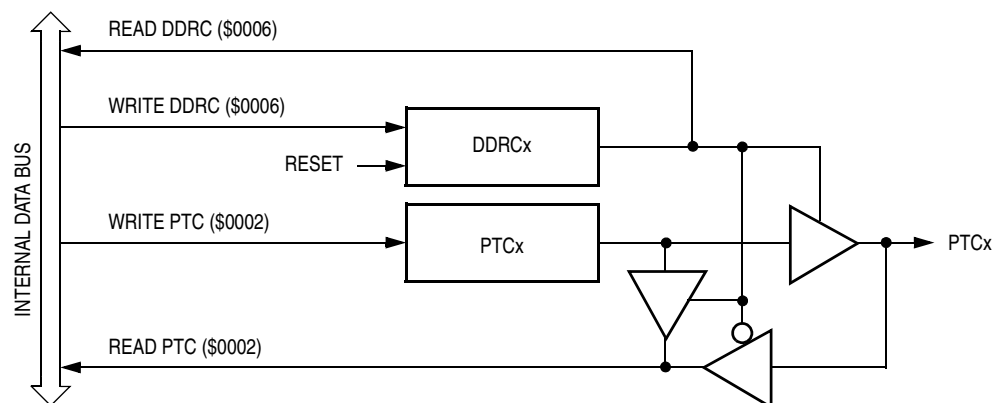 READ DDRC ($0006)
WRITE DDRC ($0006)
DDRCx
RESET
INTERNAL DATA BUS
WRITE PTC ($0002)
PTCx
PTCx
READ PTC ($0002)